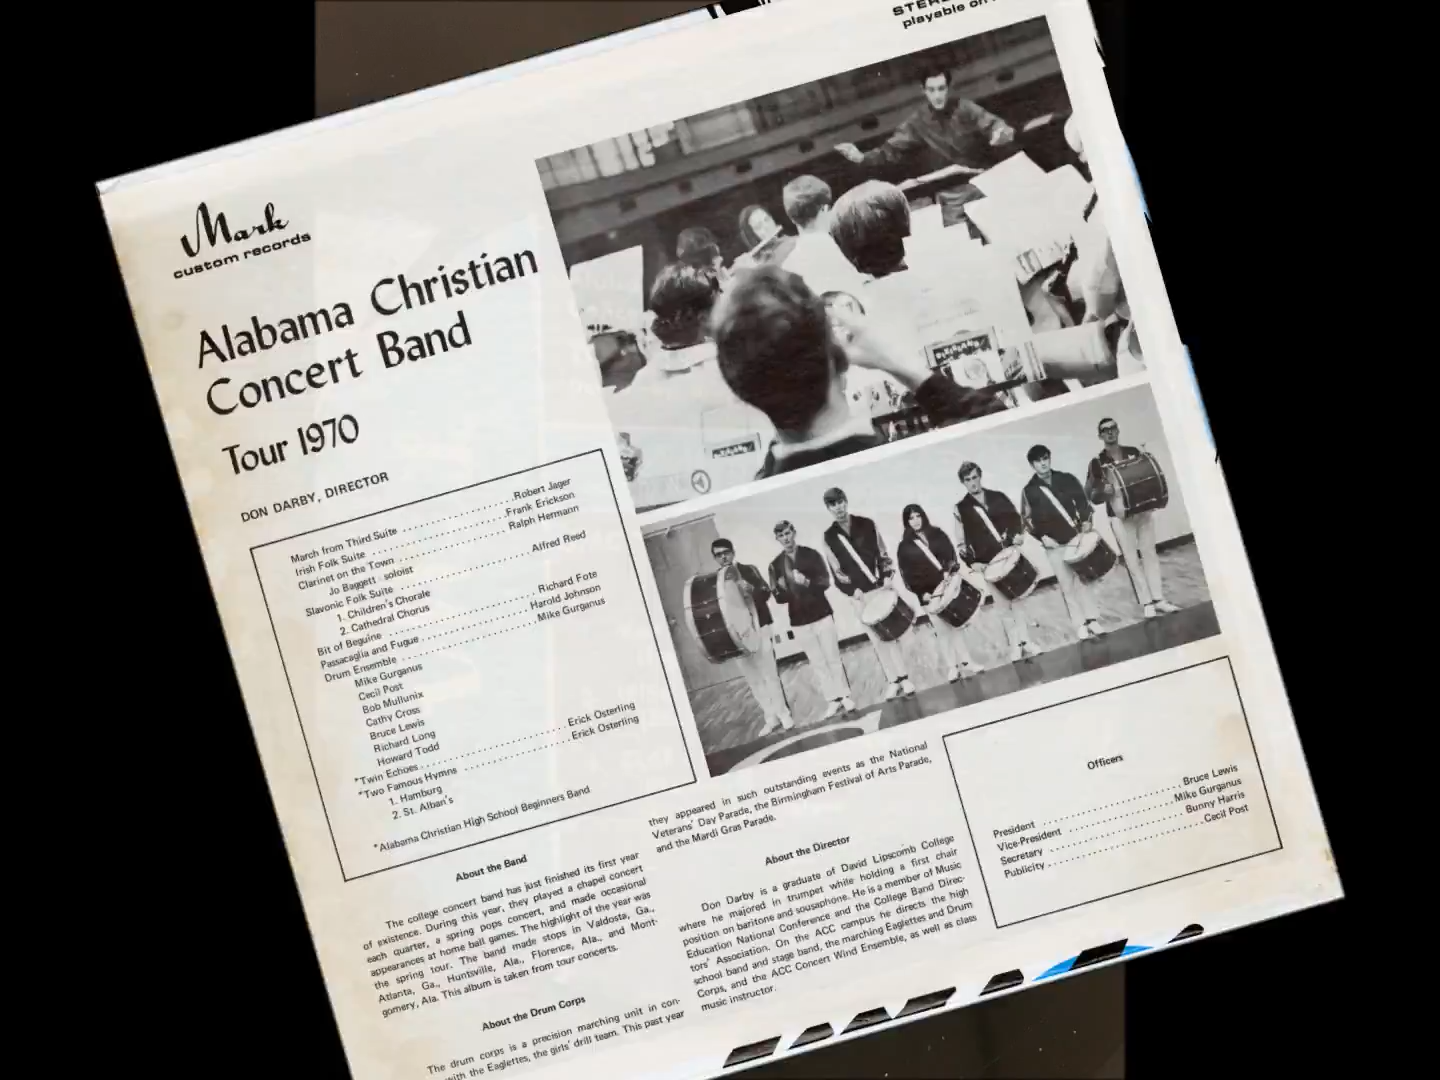 STEREO
playable on
Mark
custom records
Alabama Christian
Concert Band
Tour 1970
DON DARBY, DIRECTOR
March from Third Suite . . . . . . . . . . . . . . . . . . . . Robert Jager
Irish Folk Suite . . . . . . . . . . . . . . . . . . . . . . . . Frank Erickson
Clarinet on the Town . . . . . . . . . . . . . . . . . . . . Ralph Hermann
Jo Baggett - soloist
Slavonic Folk Suite . . . . . . . . . . . . . . . . . . . . Alfred Reed
1. Children's Chorale
2. Cathedral Chorus
Bit of Beguine . . . . . . . . . . . . . . . . . . . . . . . . Richard Fote
Passacaglia and Fugue . . . . . . . . . . . . . . . . . . Harold Johnson
Drum Ensemble . . . . . . . . . . . . . . . . . . . . . . Mike Gurganus
Mike Gurganus
Cecil Post
Bob Mullunix
Cathy Cross
Bruce Lewis
Richard Long
Howard Todd
*Twin Echoes . . . . . . . . . . . . . . . . . . . . . . . . Erick Osterling
*Two Famous Hymns . . . . . . . . . . . . . . . . . . Erick Osterling
1. Hamburg
2. St. Alban's
*Alabama Christian High School Beginners Band
About the Band
The college concert band has just finished its first year
of existence. During this year, they played a chapel concert
each quarter, a spring pops concert, and made occasional
appearances at home ball games. The highlight of the year was
the spring tour. The band made stops in Valdosta, Ga.,
Atlanta, Ga., Huntsville, Ala., Florence, Ala., and Mont-
gomery, Ala. This album is taken from tour concerts.
About the Drum Corps
The drum corps is a precision marching unit in con-
with the Eaglettes, the girls' drill team. This past year
they appeared in such outstanding events as the National
Veterans' Day Parade, the Birmingham Festival of Arts Parade,
and the Mardi Gras Parade.
About the Director
Don Darby is a graduate of David Lipscomb College
where he majored in trumpet while holding a first chair
position on baritone and sousaphone. He is a member of Music
Education National Conference and the College Band Direc-
tors' Association. On the ACC campus he directs the high
school band and stage band, the marching Eaglettes and Drum
Corps, and the ACC Concert Wind Ensemble, as well as class
music instructor.
Officers
President . . . . . . . . . . . . . . . . . . . . . . . . Bruce Lewis
Vice-President . . . . . . . . . . . . . . . . . . Mike Gurganus
Secretary . . . . . . . . . . . . . . . . . . . . . . Bunny Harris
Publicity . . . . . . . . . . . . . . . . . . . . . . . . Cecil Post